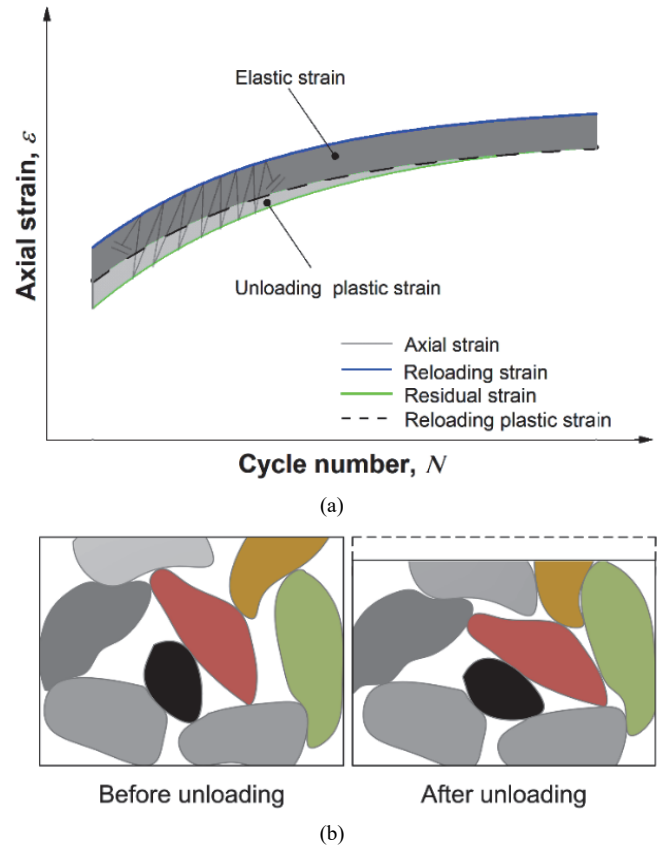 Elastic strain
Axial strain, ε
Unloading plastic strain
Axial strain
Reloading strain
Residual strain
Reloading plastic strain
Cycle number, N
(a)
Before unloading
After unloading
(b)